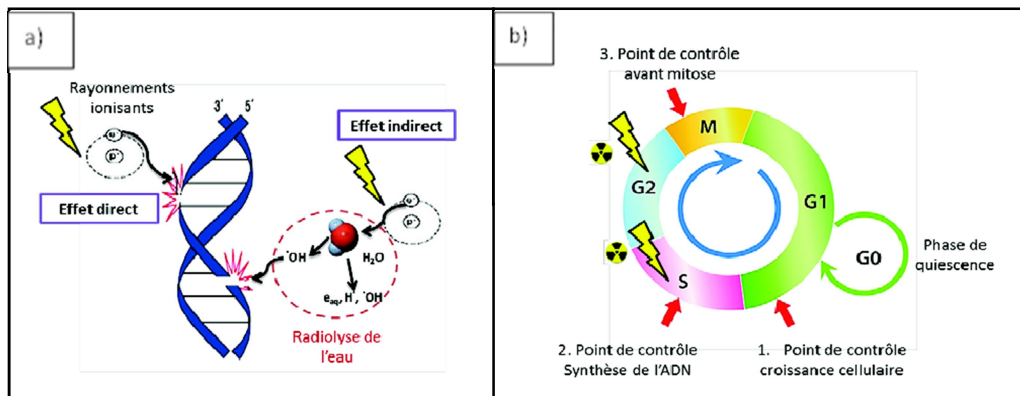 a)
Rayonnements
ionisants
3’ 5’
Effet indirect
Effet direct
˙OH
H₂O
eaq, H˙, ˙OH
Radiolyse de
l’eau
b)
3. Point de contrôle
avant mitose
M
G2
G1
S
G0
Phase de
quiescence
2. Point de contrôle
Synthèse de l’ADN
1. Point de contrôle
croissance cellulaire